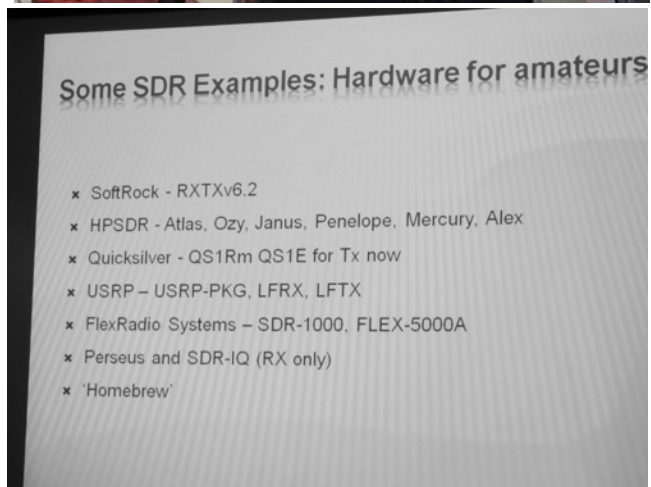 Some SDR Examples: Hardware for amateurs
× SoftRock - RXTXv6.2
× HPSDR - Atlas, Ozy, Janus, Penelope, Mercury, Alex
× Quicksilver - QS1Rm QS1E for Tx now
× USRP – USRP-PKG, LFRX, LFTX
× FlexRadio Systems – SDR-1000, FLEX-5000A
× Perseus and SDR-IQ (RX only)
× ‘Homebrew’